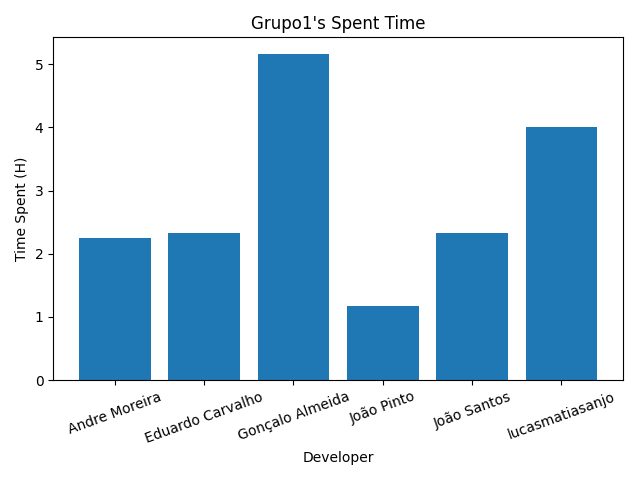 Grupo1's Spent Time
Time Spent (H)
5
4
3
2
1
0
Andre Moreira
Eduardo Carvalho
Gonçalo Almeida
João Pinto
João Santos
lucasmatiasanjo
Developer